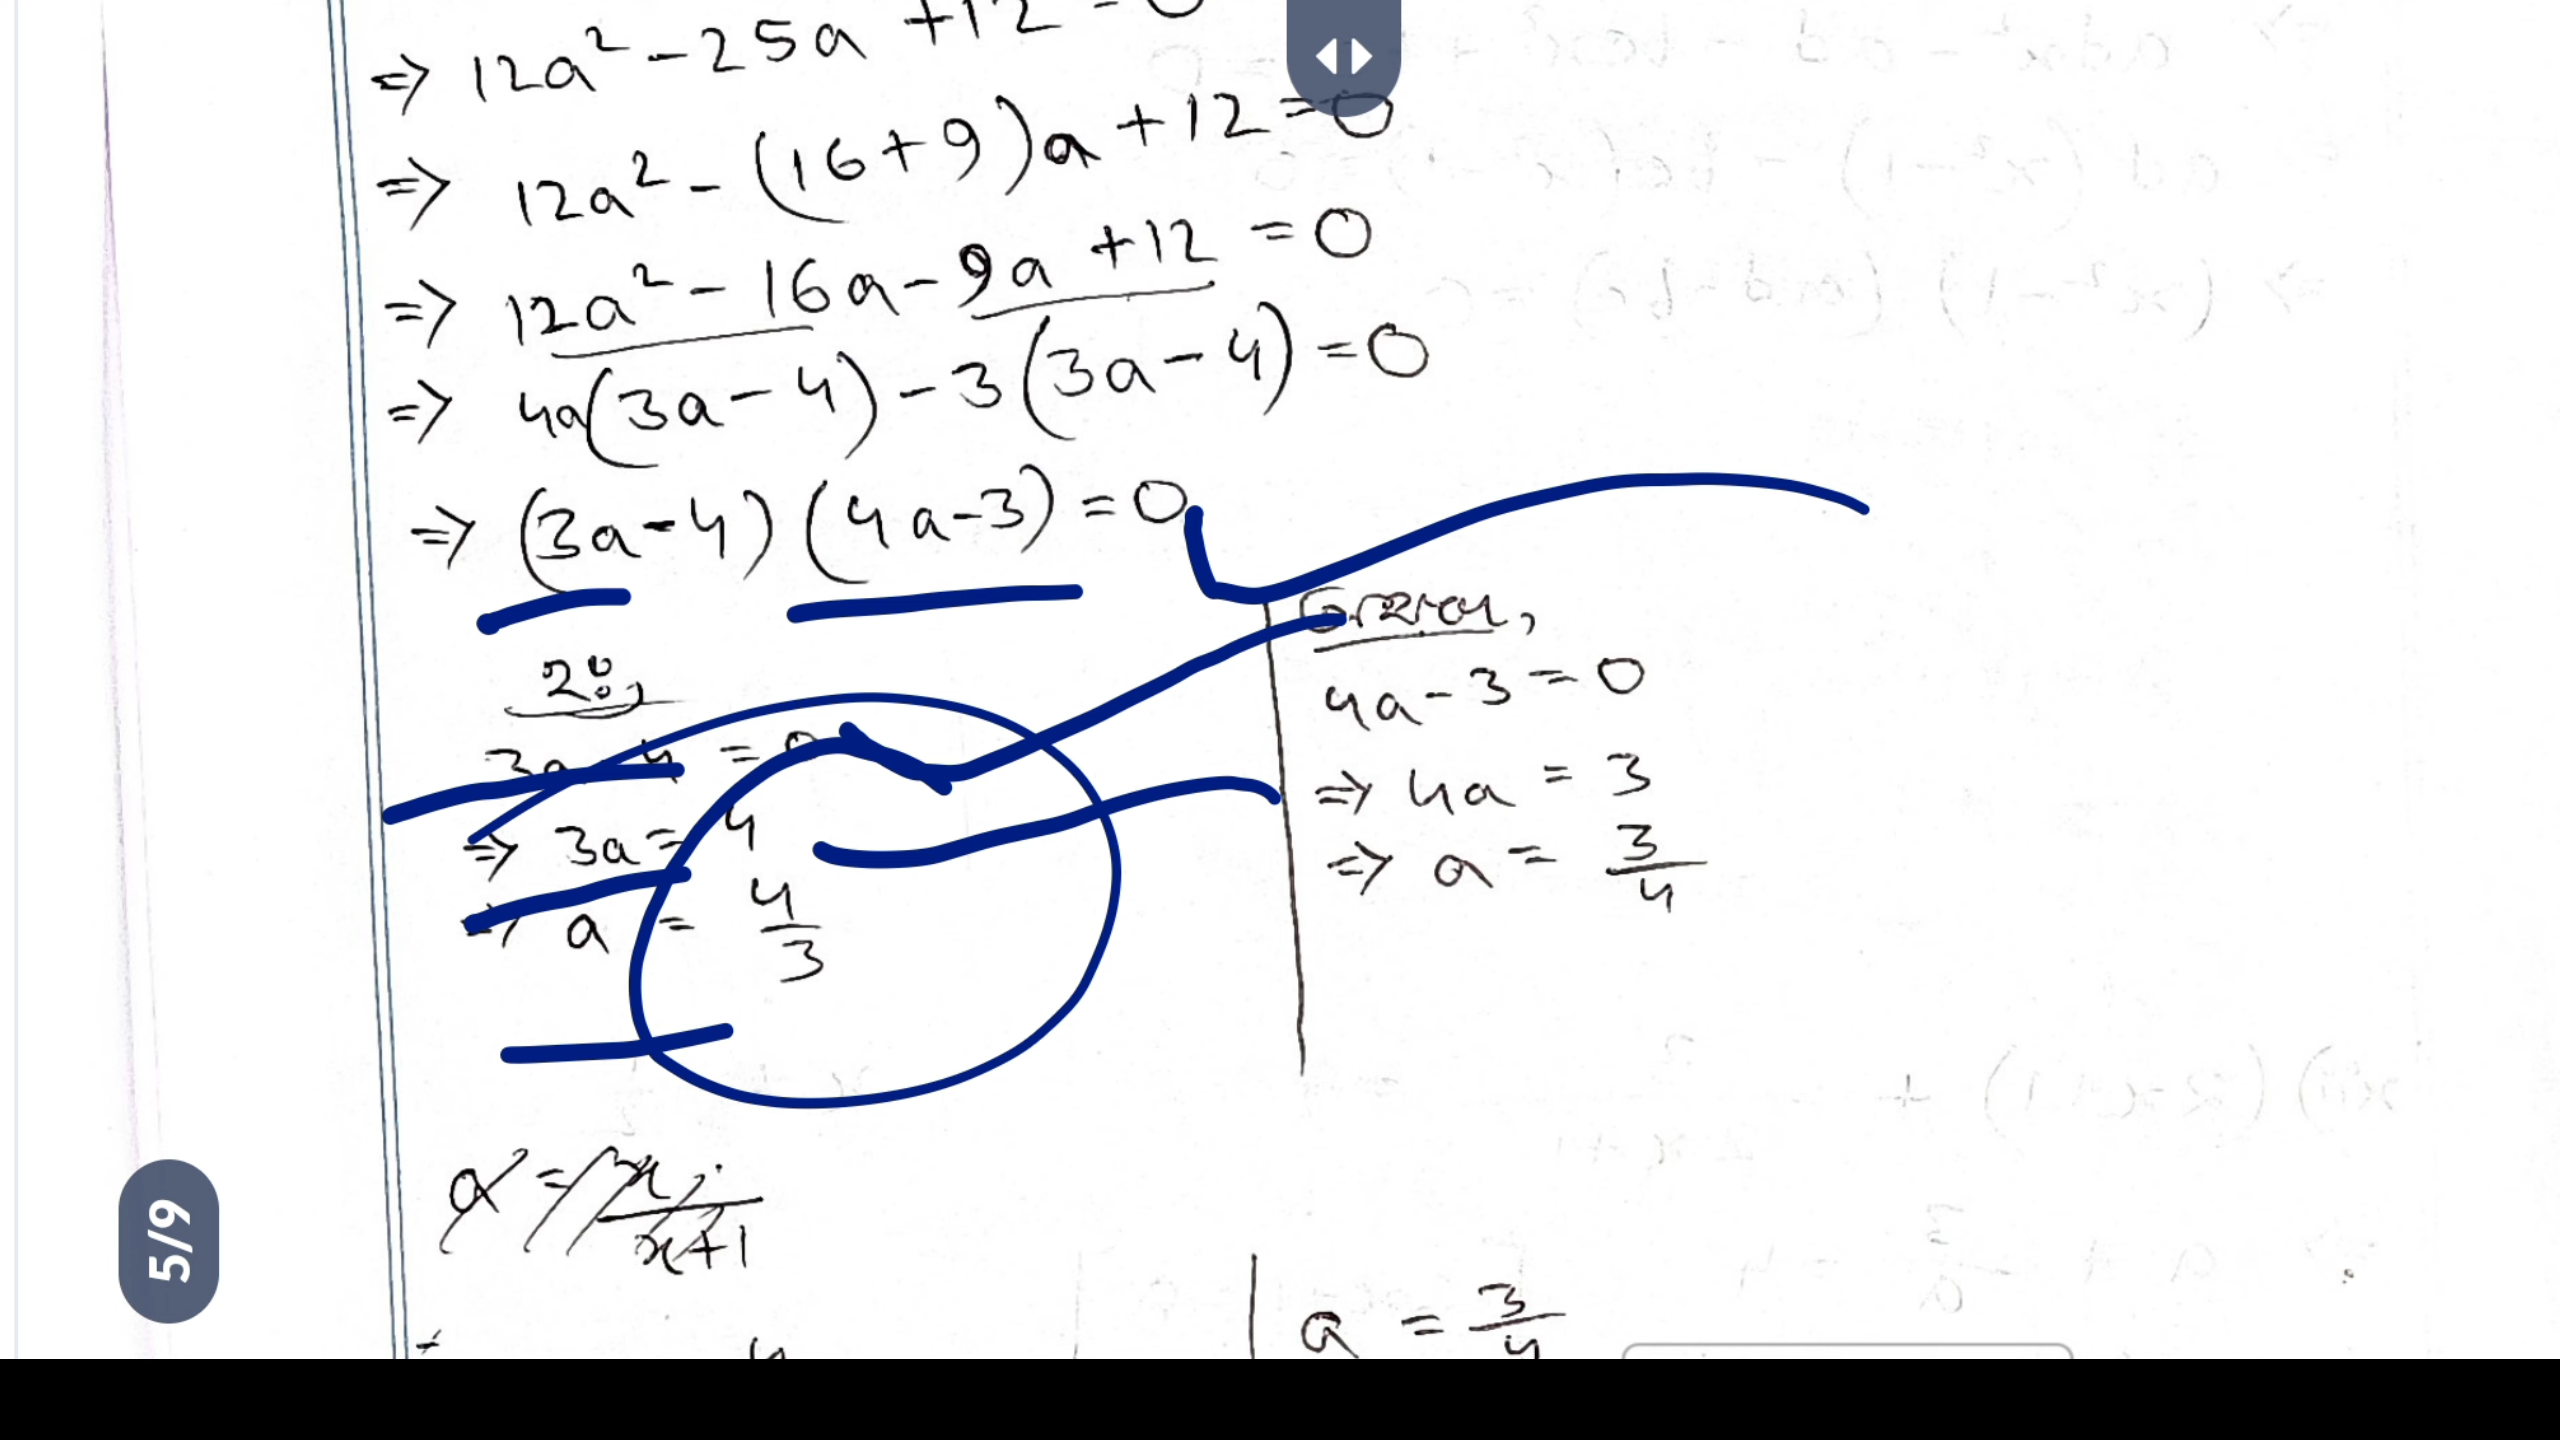 ⇒ 12a² - 25a + 12 = 0
⇒ 12a² - (16+9)a + 12 = 0
⇒ 12a² - 16a - 9a + 12 = 0
⇒ 4a(3a - 4) - 3(3a - 4) = 0
⇒ (3a - 4)(4a - 3) = 0
3a - 4 = 0
⇒ 3a = 4
⇒ a = 4/3
4a - 3 = 0
⇒ 4a = 3
⇒ a = 3/4
a = x/x+1
a = 3/4
5/9